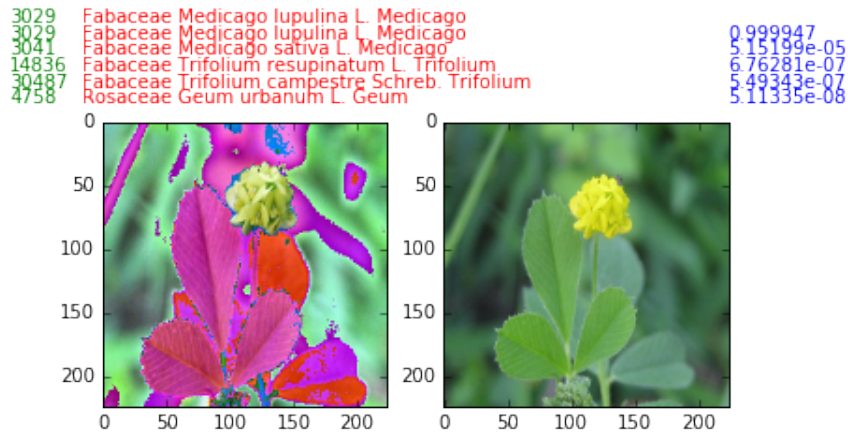 3029 Fabaceae Medicago lupulina L. Medicago
3029 Fabaceae Medicago lupulina L. Medicago 0.999947
3041 Fabaceae Medicago sativa L. Medicago 5.15199e-05
14836 Fabaceae Trifolium resupinatum L. Trifolium 6.76281e-07
30487 Fabaceae Trifolium campestre Schreb. Trifolium 5.49343e-07
4758 Rosaceae Geum urbanum L. Geum 5.11335e-08
0 0
50 50
100 100
150 150
200 200
0 50 100 150 200 0 50 100 150 200